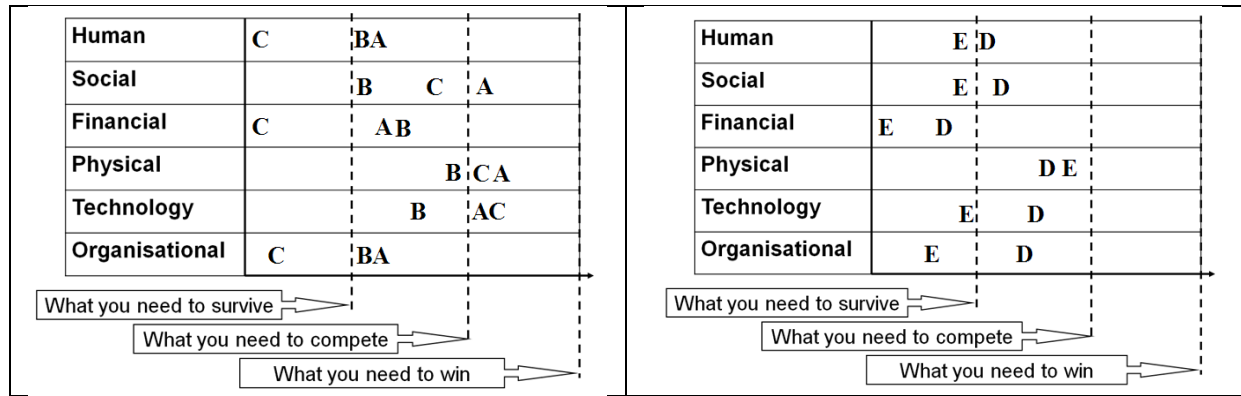 Human C BA
Social B C A
Financial C A B
Physical B C A
Technology B AC
Organisational C BA
What you need to survive
What you need to compete
What you need to win
Human E D
Social E D
Financial E D
Physical D E
Technology E D
Organisational E D
What you need to survive
What you need to compete
What you need to win